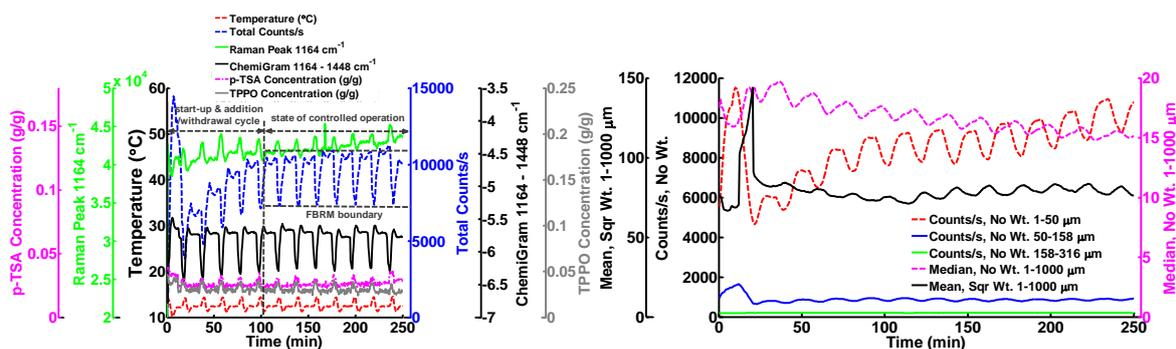 Temperature (°C)
Total Counts/s
Raman Peak 1164 cm-1
ChemiGram 1164 - 1448 cm-1
p-TSA Concentration (g/g)
TPPO Concentration (g/g)
p-TSA Concentration (g/g)
0.15
0.1
0.05
0
Raman Peak 1164 cm-1
5 x 10^4
4.5
4
3.5
3
2.5
2
Temperature (°C)
60
50
40
30
20
10
start-up & addition
withdrawal cycle
state of controlled operation
FBRM boundary
0 50 100 150 200 250
Time (min)
15000
10000
5000
0
Total Counts/s
-3.5
-4
-4.5
-5
-5.5
-6
-6.5
-7
ChemiGram 1164 - 1448 cm-1
0.25
0.2
0.15
0.1
0.05
0
TPPO Concentration (g/g)
Mean, Sqr Wt. 1-1000 µm
150
100
50
0
Counts/s, No Wt.
12000
10000
8000
6000
4000
2000
0
Counts/s, No Wt. 1-50 µm
Counts/s, No Wt. 50-158 µm
Counts/s, No Wt. 158-316 µm
Median, No Wt. 1-1000 µm
Mean, Sqr Wt. 1-1000 µm
0 50 100 150 200 250
Time (min)
20
15
10
5
0
Median, No Wt. 1-1000 µm